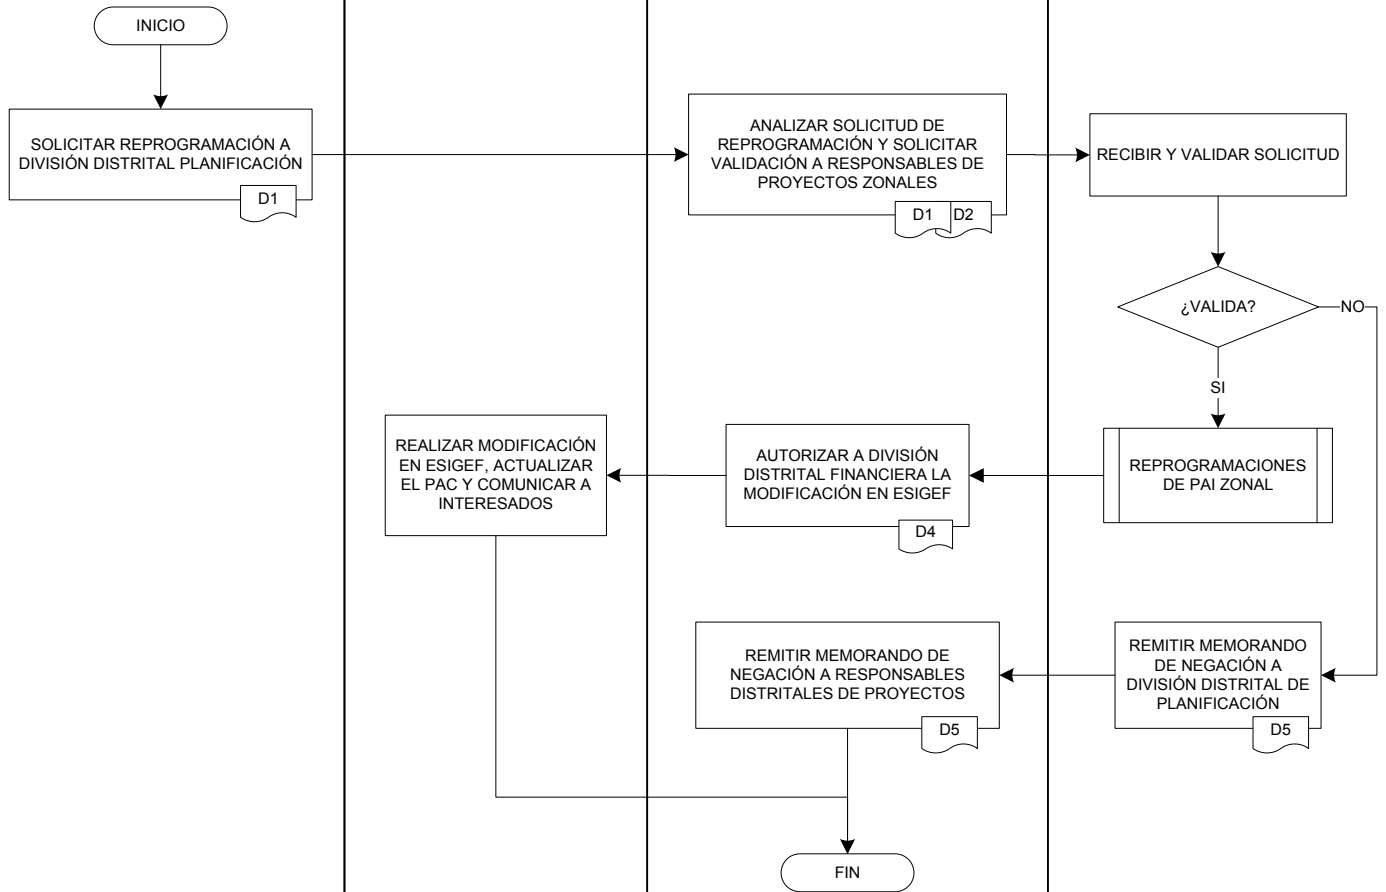 INICIO
SOLICITAR REPROGRAMACIÓN A
DIVISIÓN DISTRITAL PLANIFICACIÓN
D1
ANALIZAR SOLICITUD DE
REPROGRAMACIÓN Y SOLICITAR
VALIDACIÓN A RESPONSABLES DE
PROYECTOS ZONALES
D1
D2
RECIBIR Y VALIDAR SOLICITUD
¿VALIDA?
NO
SI
REPROGRAMACIONES
DE PAI ZONAL
AUTORIZAR A DIVISIÓN
DISTRITAL FINANCIERA LA
MODIFICACIÓN EN ESIGEF
D4
REALIZAR MODIFICACIÓN
EN ESIGEF, ACTUALIZAR
EL PAC Y COMUNICAR A
INTERESADOS
REMITIR MEMORANDO
DE NEGACIÓN A
DIVISIÓN DISTRITAL DE
PLANIFICACIÓN
D5
REMITIR MEMORANDO DE
NEGACIÓN A RESPONSABLES
DISTRITALES DE PROYECTOS
D5
FIN